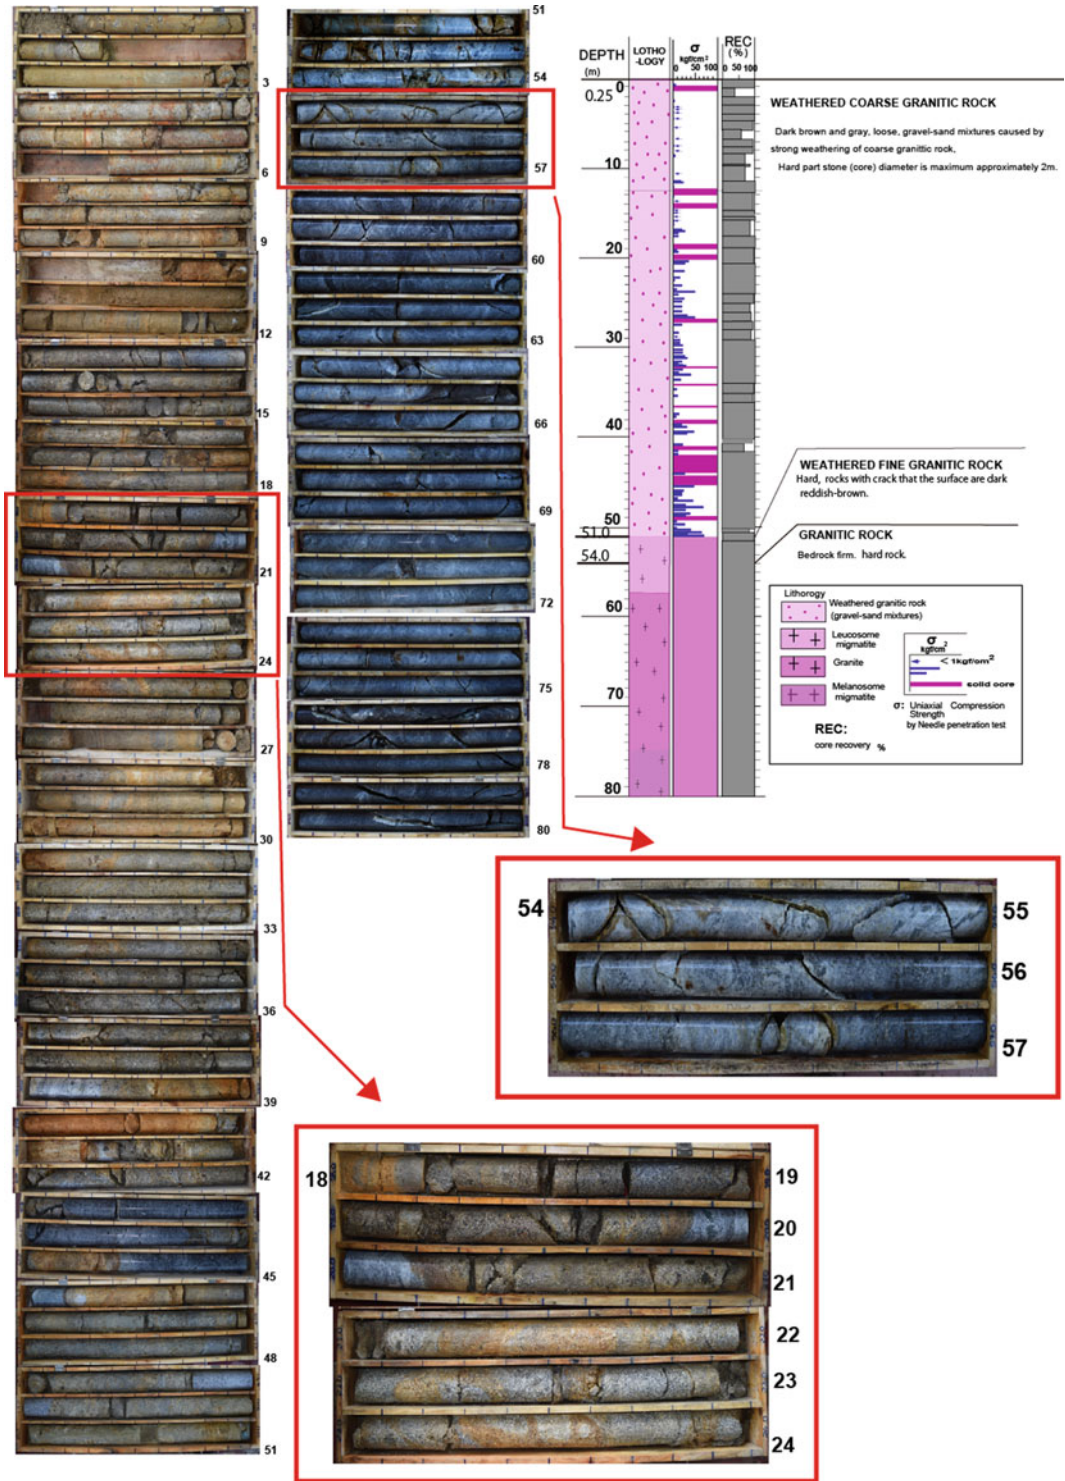 3
6
9
12
15
18
21
24
27
30
33
36
39
42
45
48
51
51
54
57
60
63
66
69
72
75
78
80
DEPTH
(m)
LOTHO
-LOGY
σ
kgf/cm²
0 50 100
REC
(%)
0 50 100
0
0.25
10
20
30
40
50
51.0
54.0
60
70
80
WEATHERED COARSE GRANITIC ROCK
Dark brown and gray, loose, gravel-sand mixtures caused by
strong weathering of coarse granittic rock,
Hard part stone (core) diameter is maximum approximately 2m.
WEATHERED FINE GRANITIC ROCK
Hard, rocks with crack that the surface are dark
reddish-brown.
GRANITIC ROCK
Bedrock firm. hard rock.
Lithorogy
Weathered granitic rock
(gravel-sand mixtures)
Leucosome
migmatite
Granite
Melanosome
migmatite
σ
kgf/cm²
< 1kgf/cm²
solid core
σ: Uniaxial Compression
Strength
by Needle penetration test
REC:
core recovery %
54
55
56
57
18
19
20
21
22
23
24